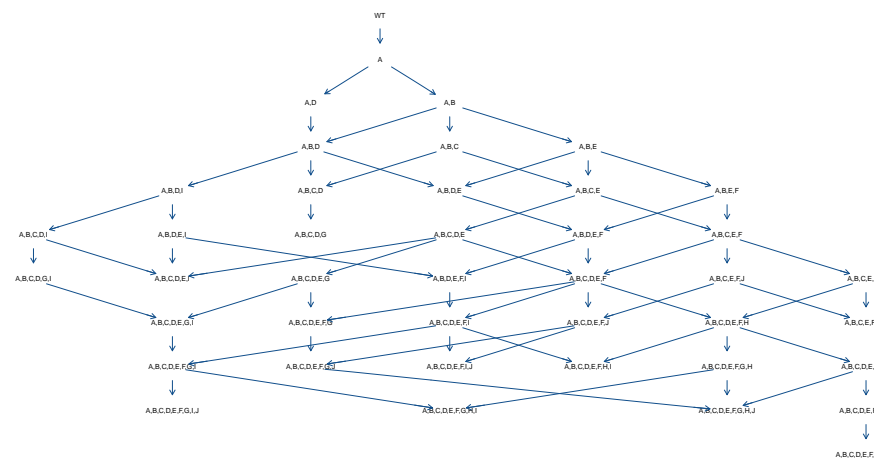 WT
A
A,D
A,B
A,B,D
A,B,C
A,B,E
A,B,D,I
A,B,C,D
A,B,D,E
A,B,C,E
A,B,E,F
A,B,C,D,I
A,B,D,E,I
A,B,C,D,G
A,B,C,D,E
A,B,D,E,F
A,B,C,E,F
A,B,C,D,G,I
A,B,C,D,E,I
A,B,C,D,E,G
A,B,D,E,F,I
A,B,C,D,E,F
A,B,C,E,F,J
A,B,C,E,
A,B,C,D,E,G,I
A,B,C,D,E,F,G
A,B,C,D,E,F,I
A,B,C,D,E,F,J
A,B,C,D,E,F,H
A,B,C,E,F
A,B,C,D,E,F,G,I
A,B,C,D,E,F,G,J
A,B,C,D,E,F,I,J
A,B,C,D,E,F,H,I
A,B,C,D,E,F,G,H
A,B,C,D,E,
A,B,C,D,E,F,G,I,J
A,B,C,D,E,F,G,H,I
A,B,C,D,E,F,G,H,J
A,B,C,D,E,
A,B,C,D,E,F,